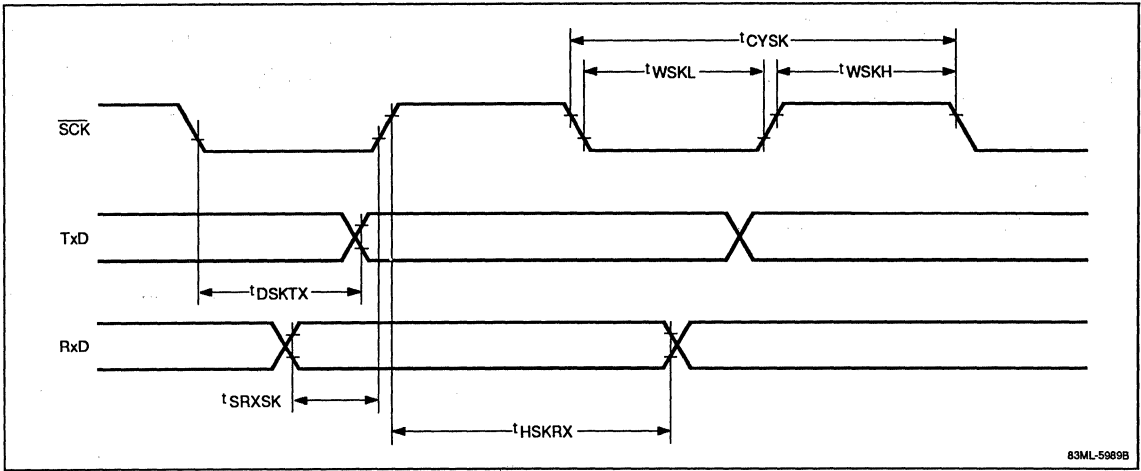 tCYSK
tWSKL
tWSKH
SCK
TxD
tDSKTX
RxD
tSRXSK
tHSKRX
83ML-5989B